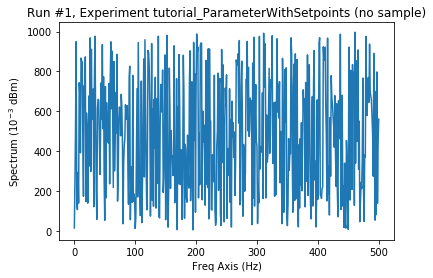 Run #1, Experiment tutorial_ParameterWithSetpoints (no sample)
1000
800
600
400
200
0
Spectrum (10⁻³ dBm)
0 100 200 300 400 500
Freq Axis (Hz)